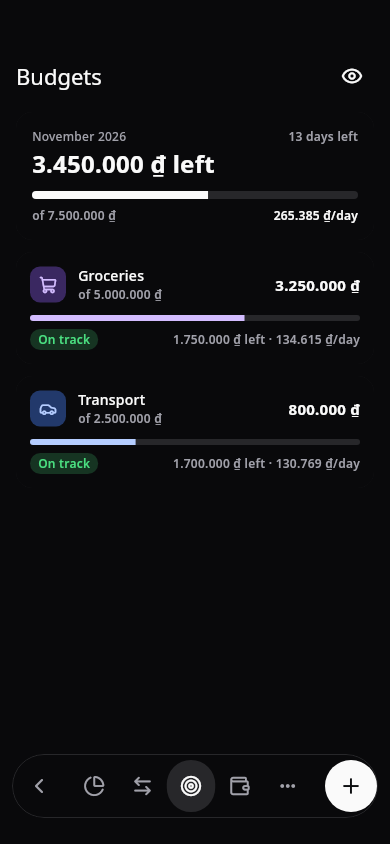 Budgets
November 2026
13 days left
3.450.000 ₫ left
of 7.500.000 ₫
265.385 ₫/day
Groceries
of 5.000.000 ₫
3.250.000 ₫
On track
1.750.000 ₫ left · 134.615 ₫/day
Transport
of 2.500.000 ₫
800.000 ₫
On track
1.700.000 ₫ left · 130.769 ₫/day